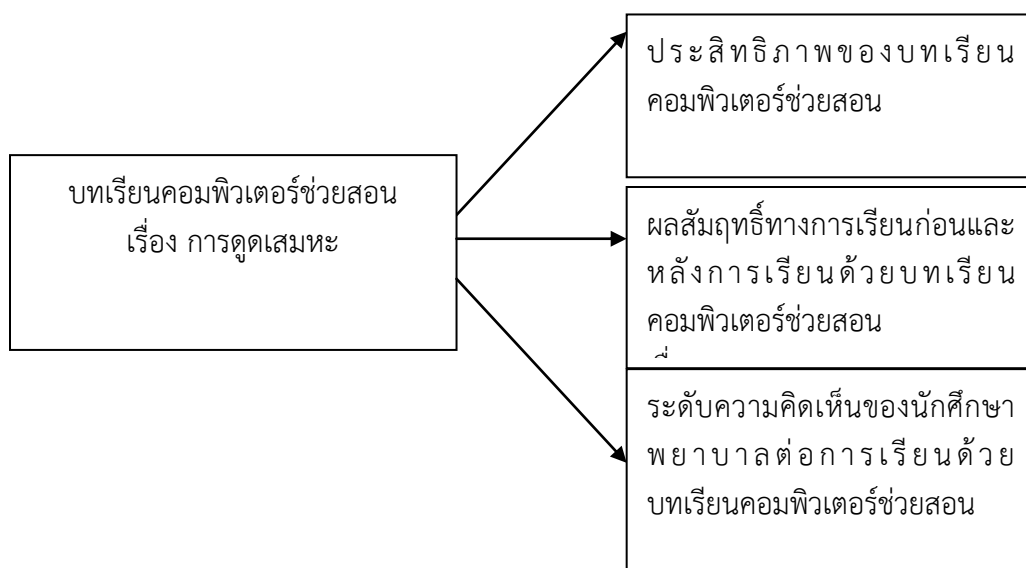 บทเรียนคอมพิวเตอร์ช่วยสอน
เรื่อง การดูดเสมหะ
ประสิทธิภาพของบทเรียน
คอมพิวเตอร์ช่วยสอน
ผลสัมฤทธิ์ทางการเรียนก่อนและ
หลังการเรียนด้วยบทเรียน
คอมพิวเตอร์ช่วยสอน
ระดับความคิดเห็นของนักศึกษา
พยาบาลต่อการเรียนด้วย
บทเรียนคอมพิวเตอร์ช่วยสอน